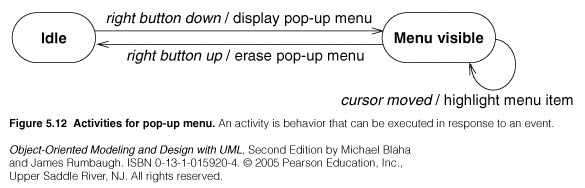 right button down / display pop-up menu
Idle
Menu visible
right button up / erase pop-up menu
cursor moved / highlight menu item
Figure 5.12 Activities for pop-up menu. An activity is behavior that can be executed in response to an event.
Object-Oriented Modeling and Design with UML, Second Edition by Michael Blaha
and James Rumbaugh. ISBN 0-13-1-015920-4. © 2005 Pearson Education, Inc.,
Upper Saddle River, NJ. All rights reserved.